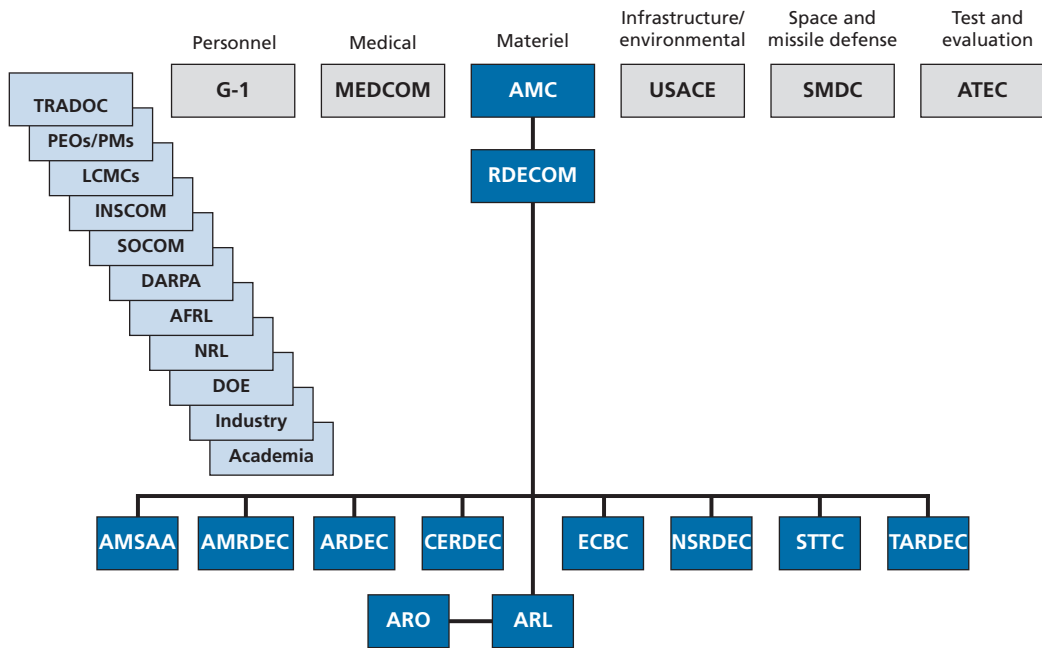 Personnel
Medical
Materiel
Infrastructure/
environmental
Space and
missile defense
Test and
evaluation
G-1
MEDCOM
AMC
USACE
SMDC
ATEC
TRADOC
PEOs/PMs
LCMCs
INSCOM
SOCOM
DARPA
AFRL
NRL
DOE
Industry
Academia
RDECOM
AMSAA
AMRDEC
ARDEC
CERDEC
ECBC
NSRDEC
STTC
TARDEC
ARO
ARL